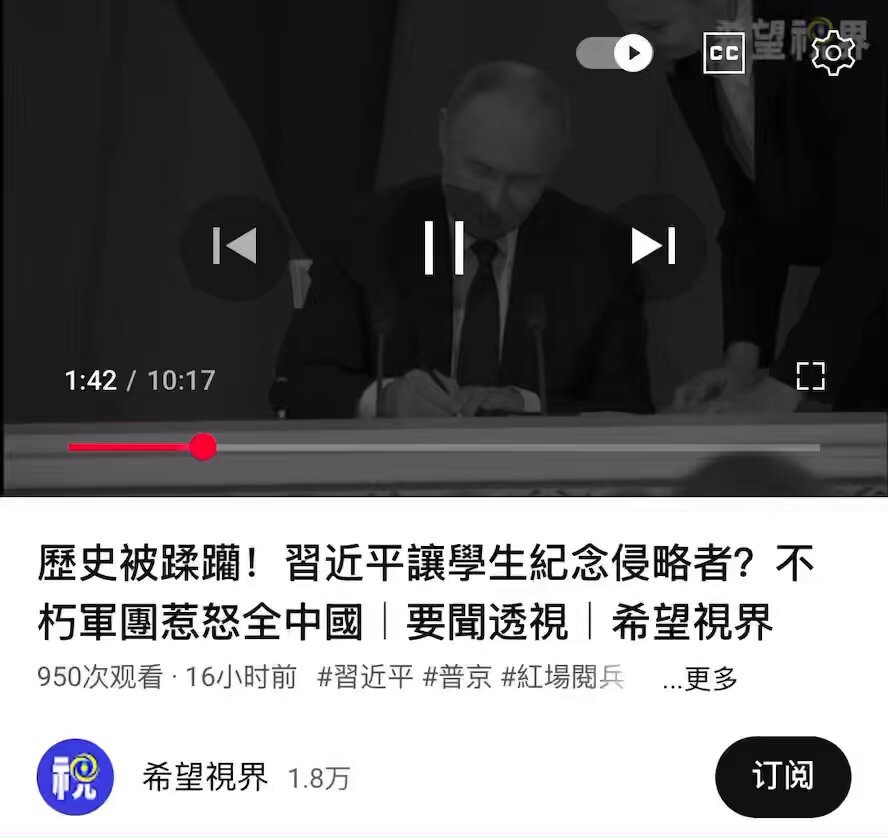 希望視界
CC
1:42 / 10:17
歷史被蹂躪！習近平讓學生紀念侵略者？不
朽軍團惹怒全中國｜要聞透視｜希望視界
950次观看 · 16小时前 #習近平 #普京 #紅場閱兵 ...更多
視
希望視界 1.8万
订阅